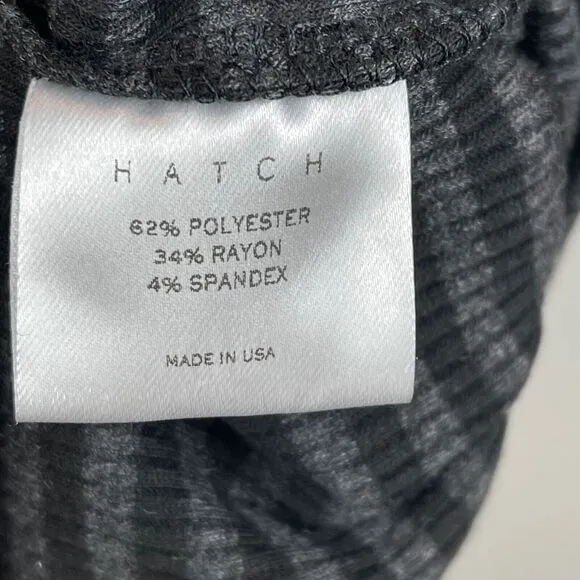 HATCH
62% POLYESTER
34% RAYON
4% SPANDEX
MADE IN USA